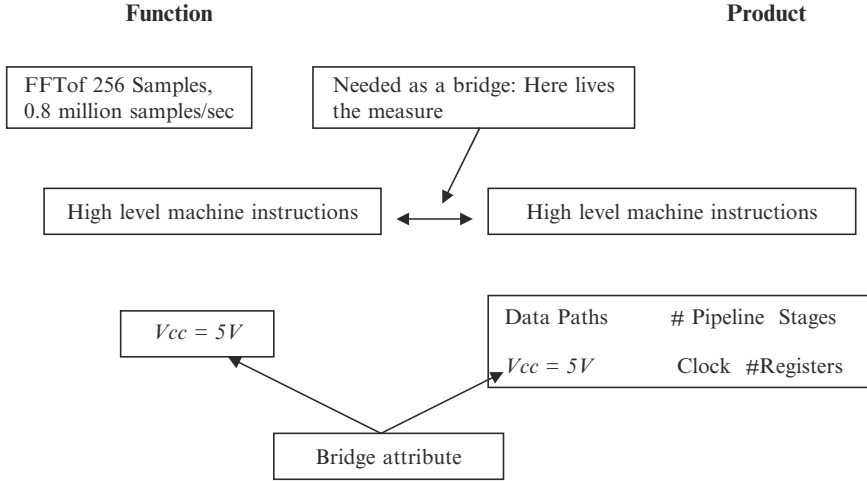 Function
Product
FFTof 256 Samples,
0.8 million samples/sec
Needed as a bridge: Here lives
the measure
High level machine instructions
High level machine instructions
Vcc = 5V
Data Paths # Pipeline Stages
Vcc = 5V Clock #Registers
Bridge attribute